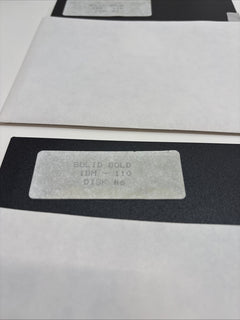 SOLID GOLD
IBM - 110
DISK #6